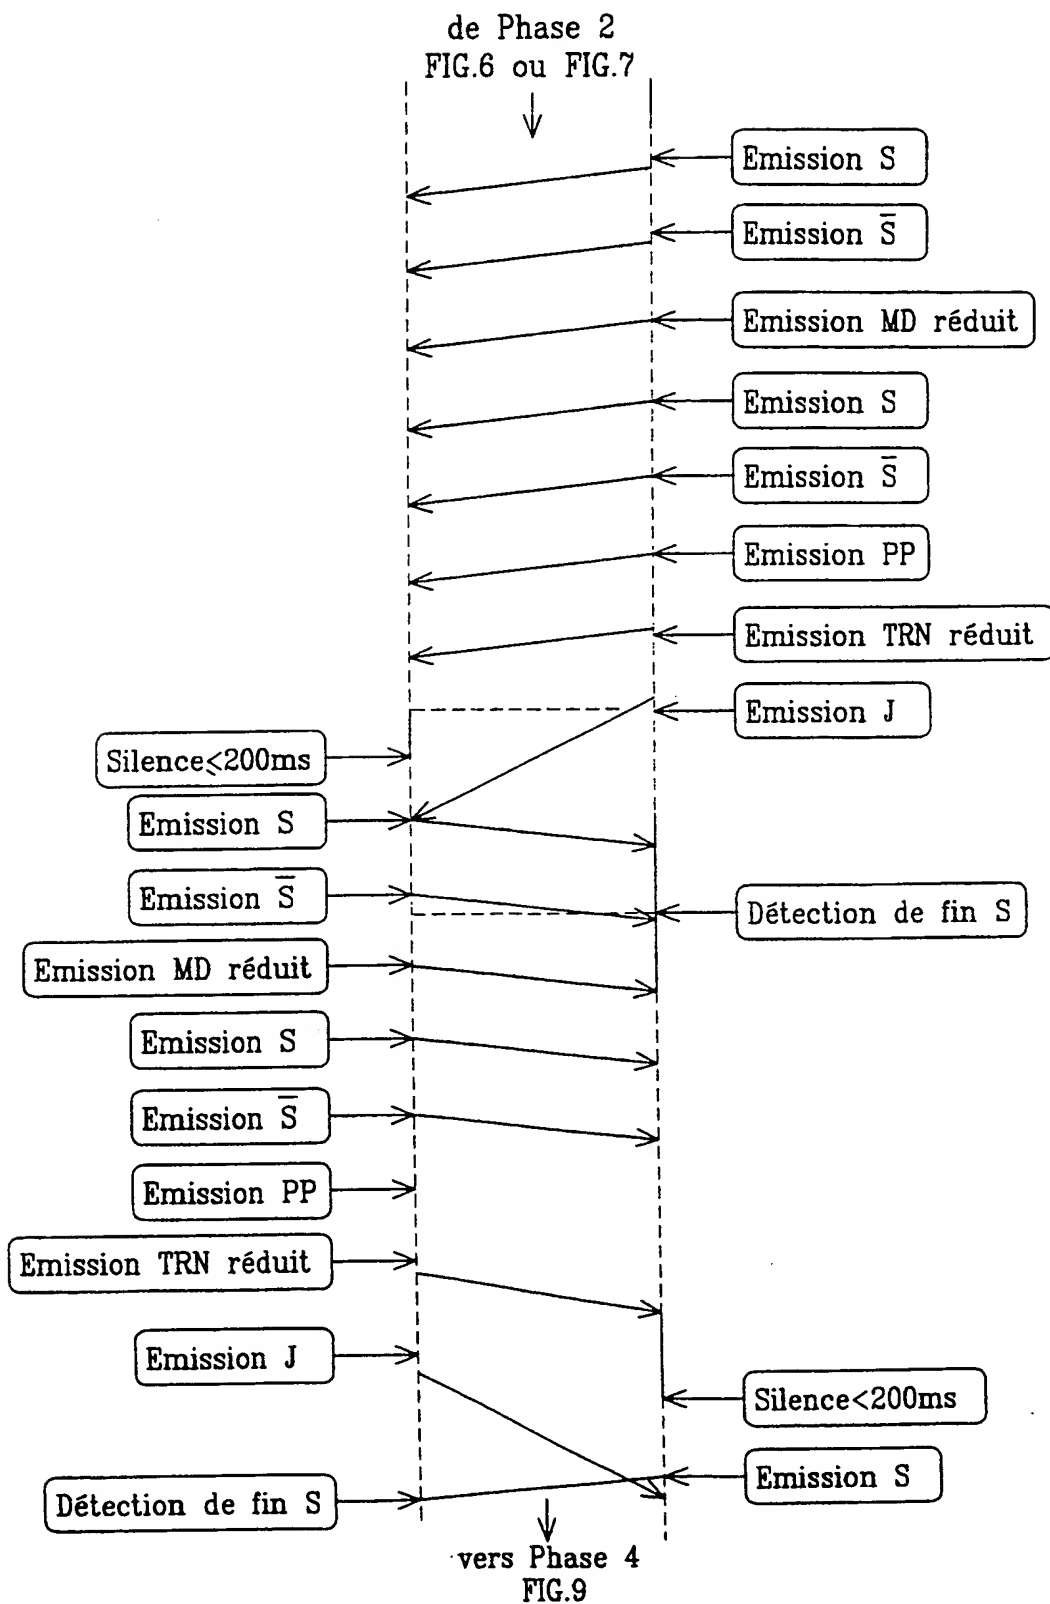 de Phase 2
FIG.6 ou FIG.7
Emission S
Emission S̅
Emission MD réduit
Emission S
Emission S̅
Emission PP
Emission TRN réduit
Emission J
Silence≤200ms
Emission S
Emission S̅
Détection de fin S
Emission MD réduit
Emission S
Emission S̅
Emission PP
Emission TRN réduit
Emission J
Silence<200ms
Emission S
Détection de fin S
vers Phase 4
FIG.9